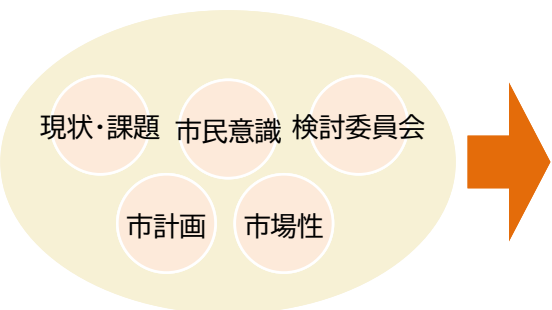 現状・課題
市民意識
検討委員会
市計画
市場性